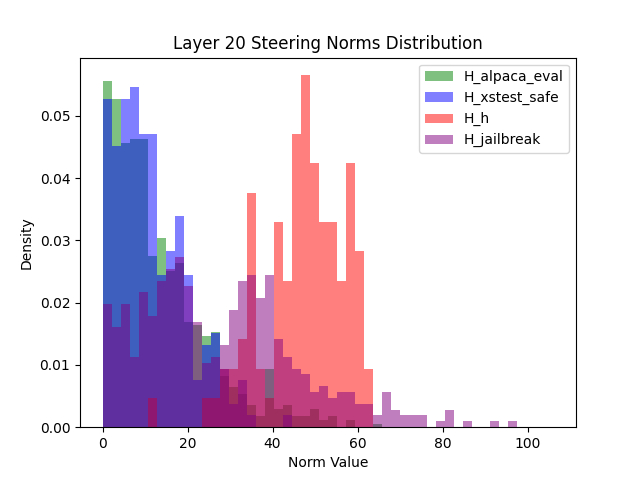 Layer 20 Steering Norms Distribution
H_alpaca_eval
H_xstest_safe
H_h
H_jailbreak
Density
0.05
0.04
0.03
0.02
0.01
0.00
0 20 40 60 80 100
Norm Value